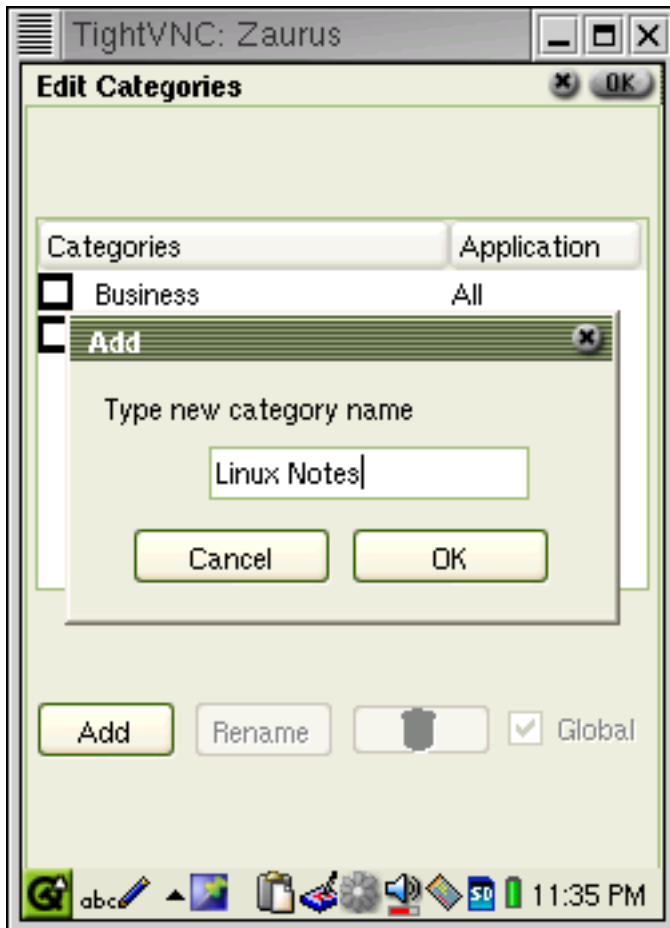 TightVNC: Zaurus
Edit Categories OK
Categories Application
Business All
Add
Type new category name
Linux Notes
Cancel OK
Add Rename Global
abc SD 11:35 PM